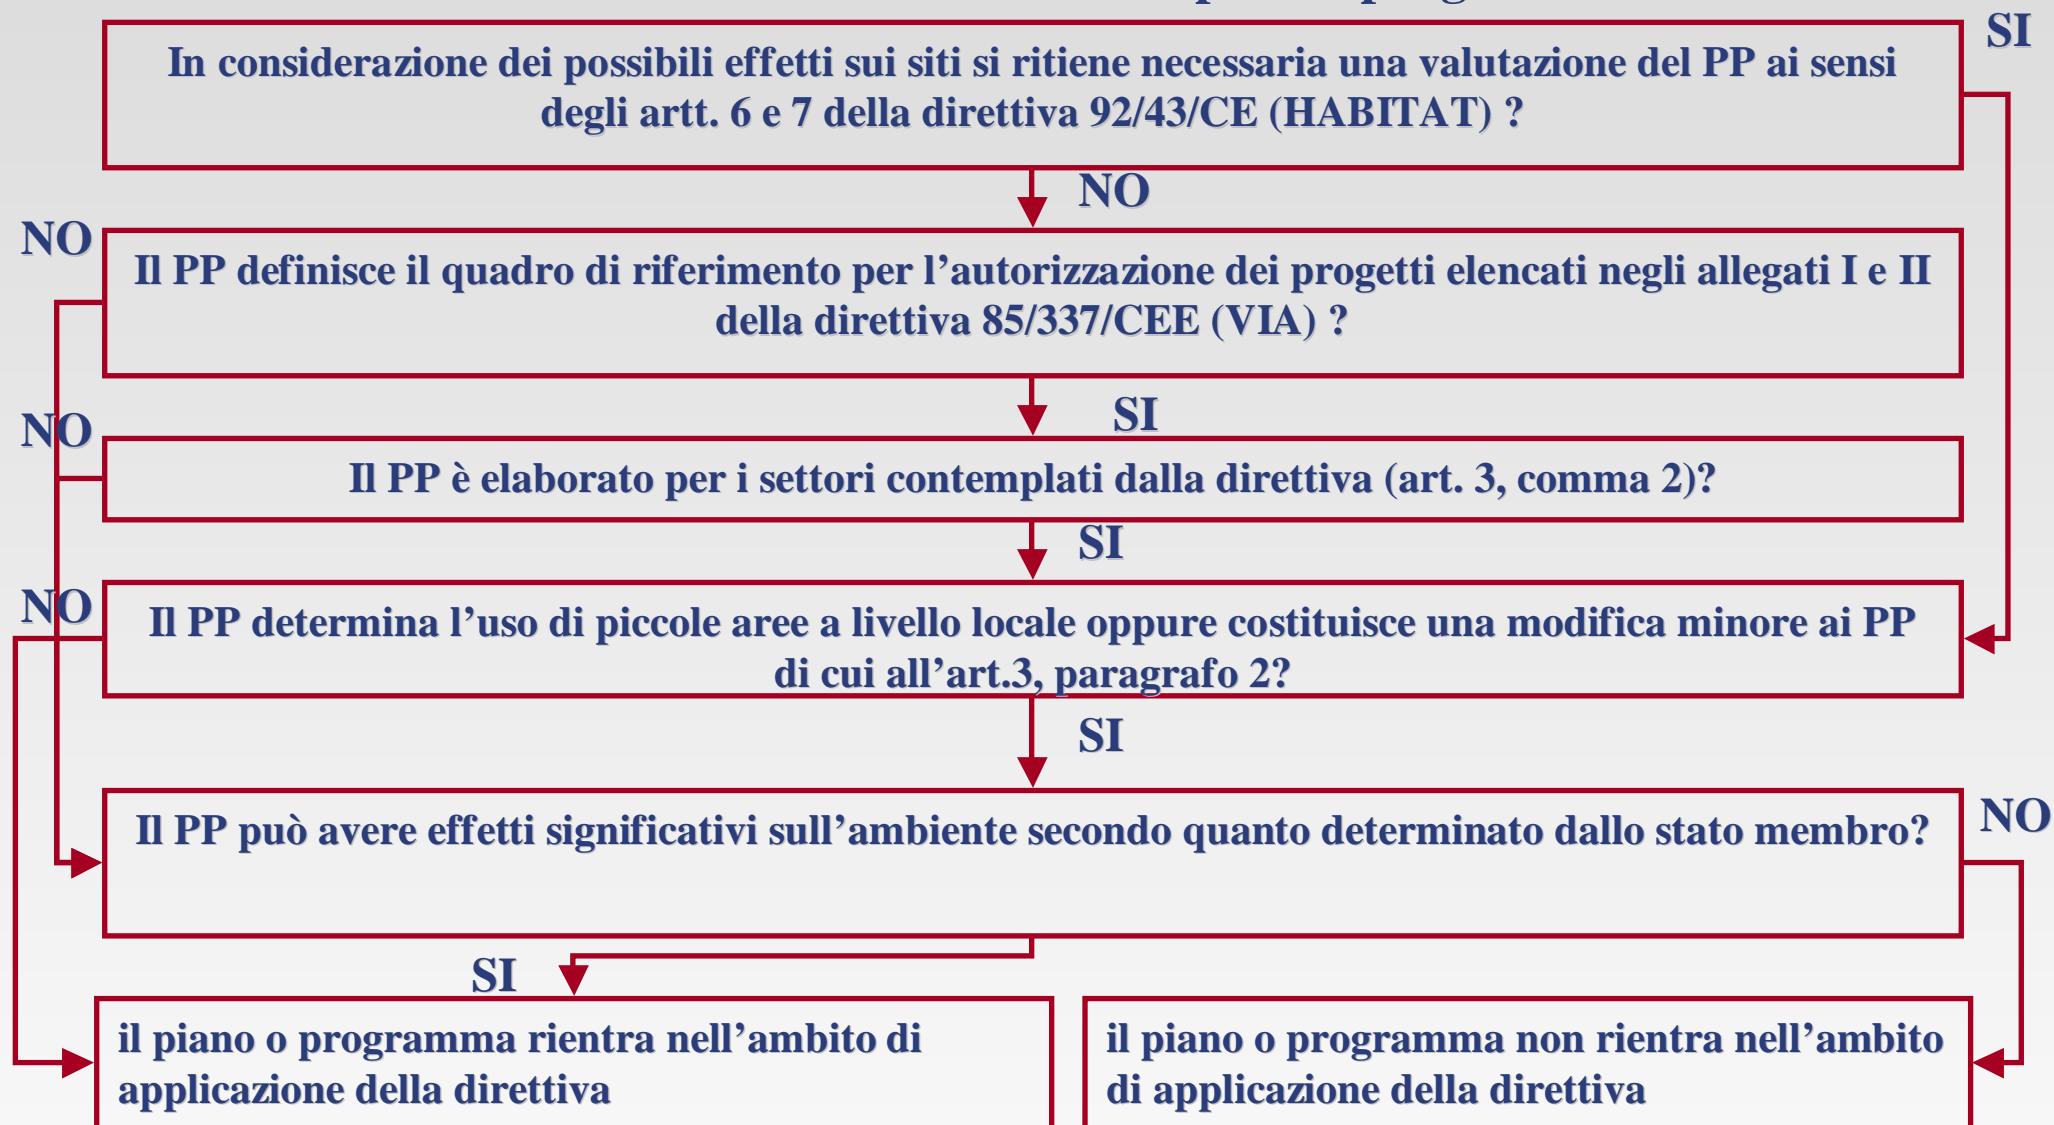 SI
In considerazione dei possibili effetti sui siti si ritiene necessaria una valutazione del PP ai sensi
degli artt. 6 e 7 della direttiva 92/43/CE (HABITAT) ?
NO
NO
Il PP definisce il quadro di riferimento per l’autorizzazione dei progetti elencati negli allegati I e II
della direttiva 85/337/CEE (VIA) ?
SI
NO
Il PP è elaborato per i settori contemplati dalla direttiva (art. 3, comma 2)?
SI
NO
Il PP determina l’uso di piccole aree a livello locale oppure costituisce una modifica minore ai PP
di cui all’art.3, paragrafo 2?
SI
Il PP può avere effetti significativi sull’ambiente secondo quanto determinato dallo stato membro?
NO
SI
il piano o programma rientra nell’ambito di
applicazione della direttiva
il piano o programma non rientra nell’ambito
di applicazione della direttiva